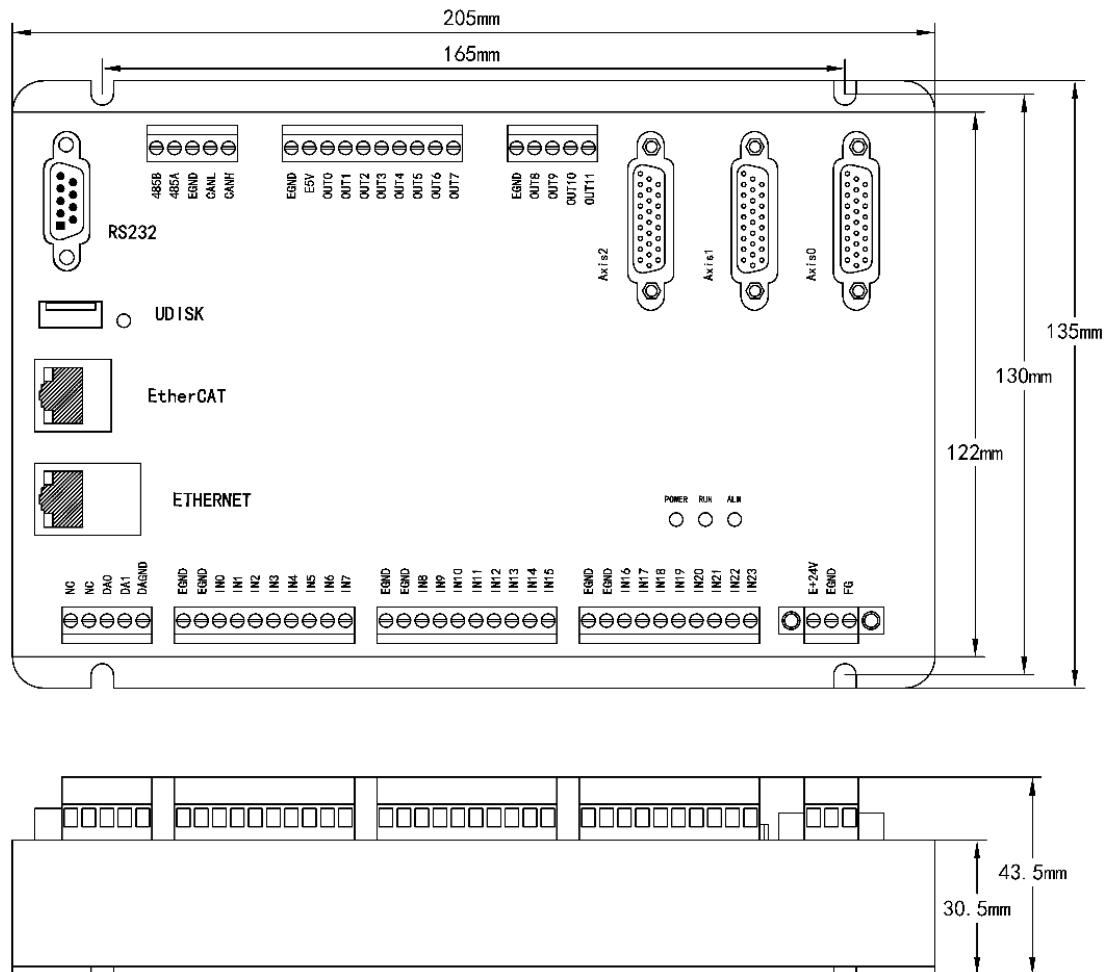 205mm
165mm
485B 485A EGND CANL CANH
EGND E5V OUT0 OUT1 OUT2 OUT3 OUT4 OUT5 OUT6 OUT7
EGND OUT8 OUT9 OUT10 OUT11
RS232
Axis2
Axis1
Axis0
UDISK
135mm
130mm
EtherCAT
122mm
ETHERNET
POWER RUN ALM
NC NC DA0 DA1 DAGND
EGND EGND IN0 IN1 IN2 IN3 IN4 IN5 IN6 IN7
EGND EGND IN8 IN9 IN10 IN11 IN12 IN13 IN14 IN15
EGND EGND IN16 IN17 IN18 IN19 IN20 IN21 IN22 IN23
E+24V EGND FG
43.5mm
30.5mm